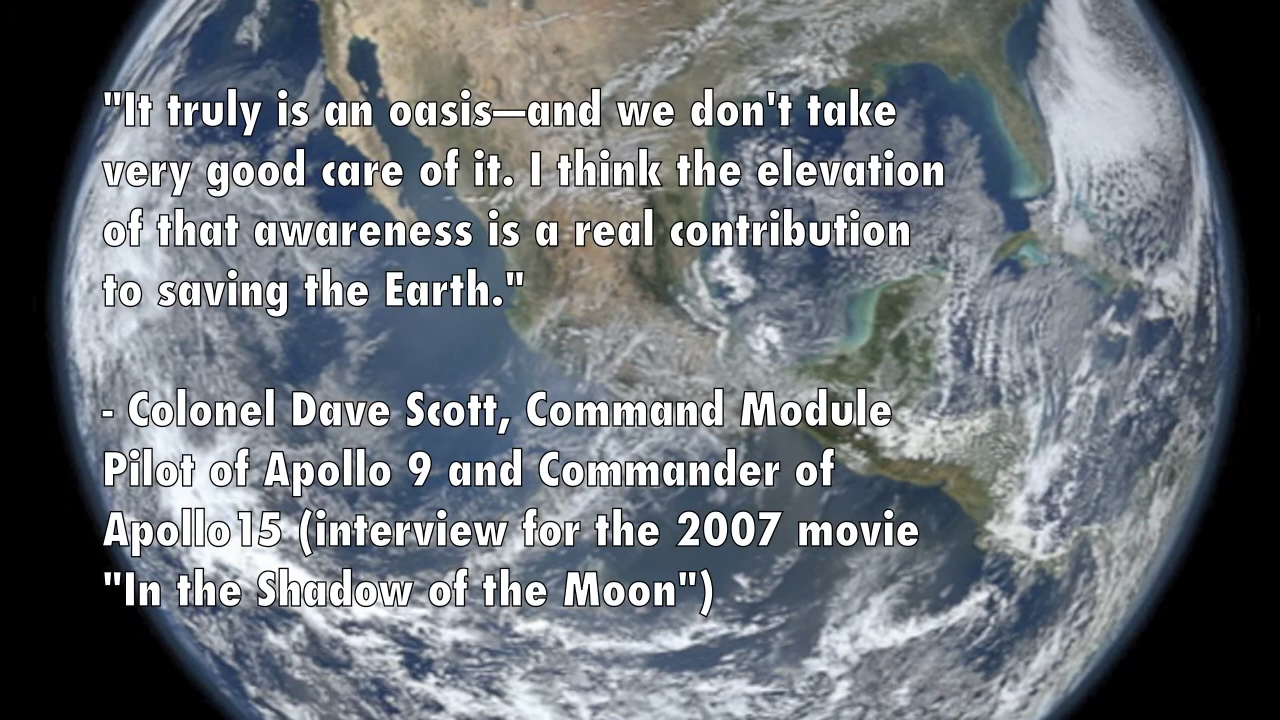 "It truly is an oasis—and we don't take
very good care of it. I think the elevation
of that awareness is a real contribution
to saving the Earth."
- Colonel Dave Scott, Command Module
Pilot of Apollo 9 and Commander of
Apollo15 (interview for the 2007 movie
"In the Shadow of the Moon")